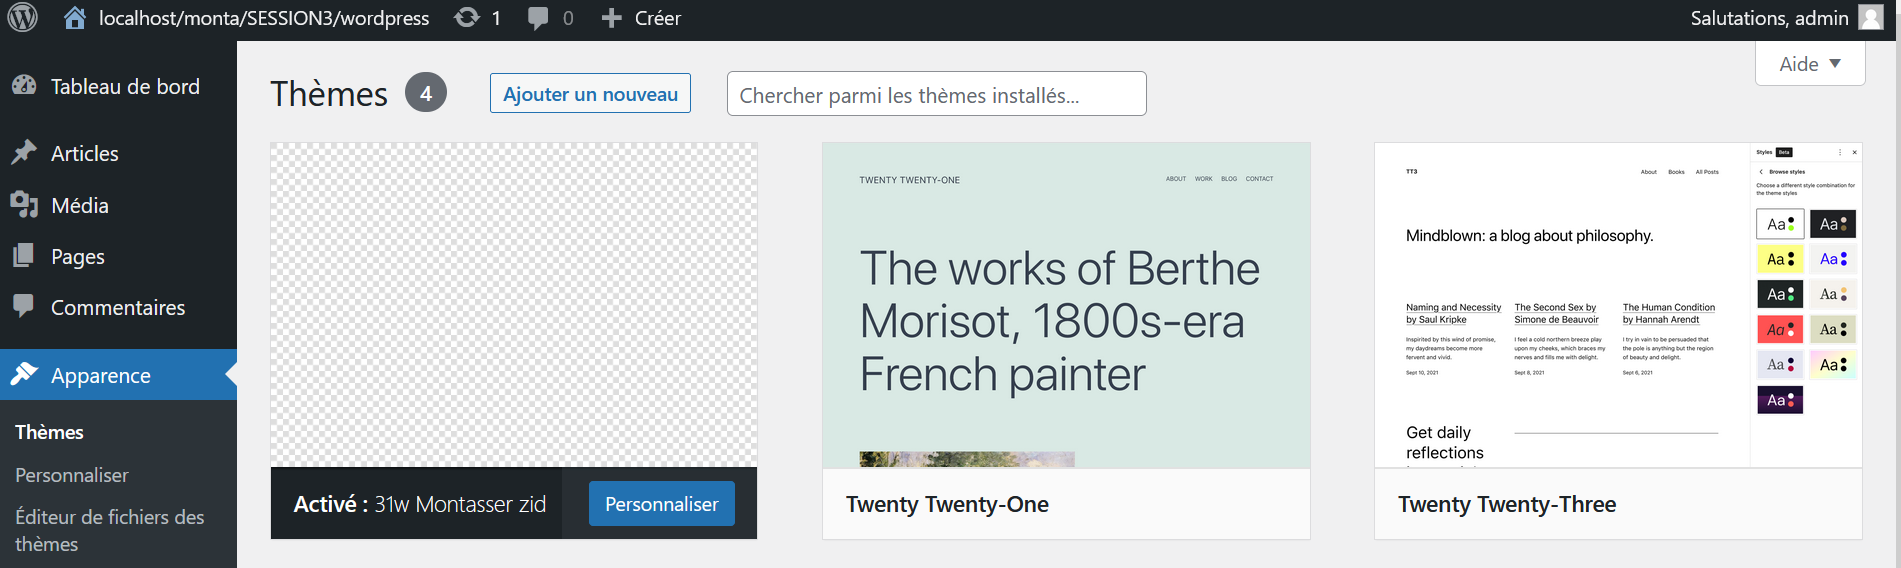 localhost/monta/SESSION3/wordpress 1 0 Créer Salutations, admin
Aide
Tableau de bord
Articles
Média
Pages
Commentaires
Apparence
Thèmes
Personnaliser
Éditeur de fichiers des
thèmes
Thèmes 4 Ajouter un nouveau Chercher parmi les thèmes installés...
Activé : 31w Montasser zid Personnaliser
TWENTY TWENTY-ONE ABOUT WORK BLOG CONTACT
The works of Berthe
Morisot, 1800s-era
French painter
Twenty Twenty-One
TT3 About Books All Posts
Mindblown: a blog about philosophy.
Naming and Necessity
by Saul Kripke
Inspirited by this wind of promise,
my daydreams become more
fervent and vivid.
Sept 10, 2021
The Second Sex by
Simone de Beauvoir
I feel a cold northern breeze play
upon my cheeks, which braces my
nerves and fills me with delight.
Sept 8, 2021
The Human Condition
by Hannah Arendt
I try in vain to be persuaded that
the pole is anything but the region
of beauty and delight.
Sept 6, 2021
Get daily
reflections
Styles Beta
Browse styles
Choose a different style combination for
the theme styles
Aa Aa
Aa Aa
Aa Aa
Aa Aa
Aa Aa
Aa
Twenty Twenty-Three